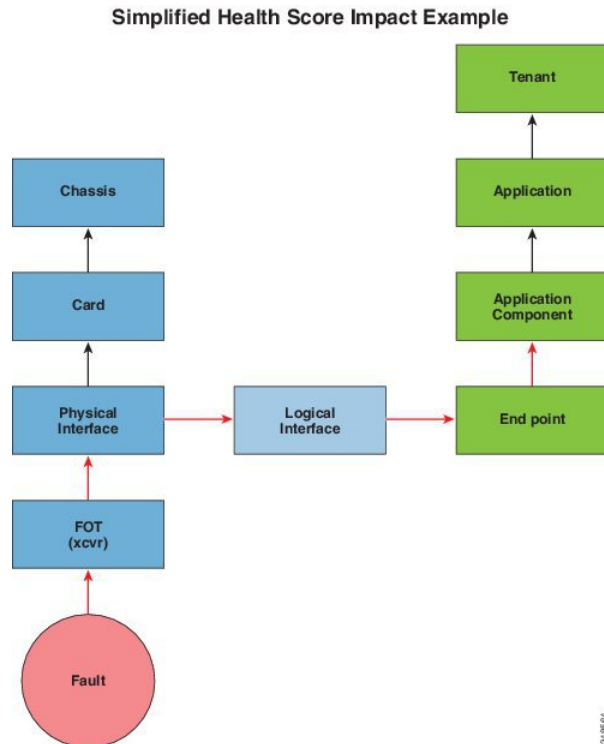 Simplified Health Score Impact Example
Tenant
Chassis
Application
Card
Application
Component
Physical
Interface
Logical
Interface
End point
FOT
(xcvr)
Fault